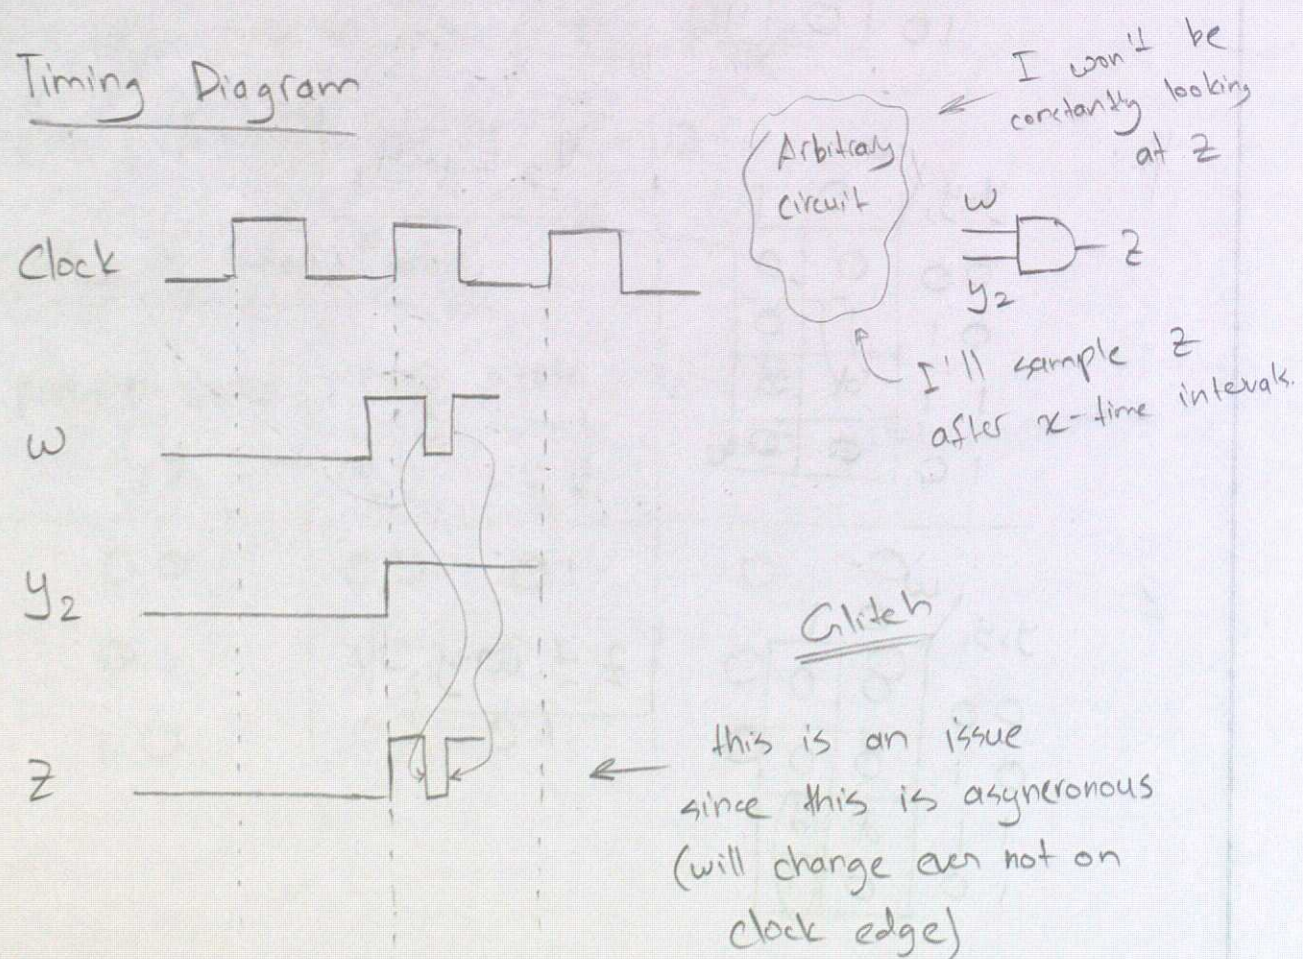 Timing Diagram
I won't be
constantly looking
at Z
Arbitrary
circuit
W
Z
y2
Clock
I'll sample Z
after x-time intervals.
W
y2
Glitch
this is an issue
since this is asyncronous
(will change even not on
clock edge)
Z